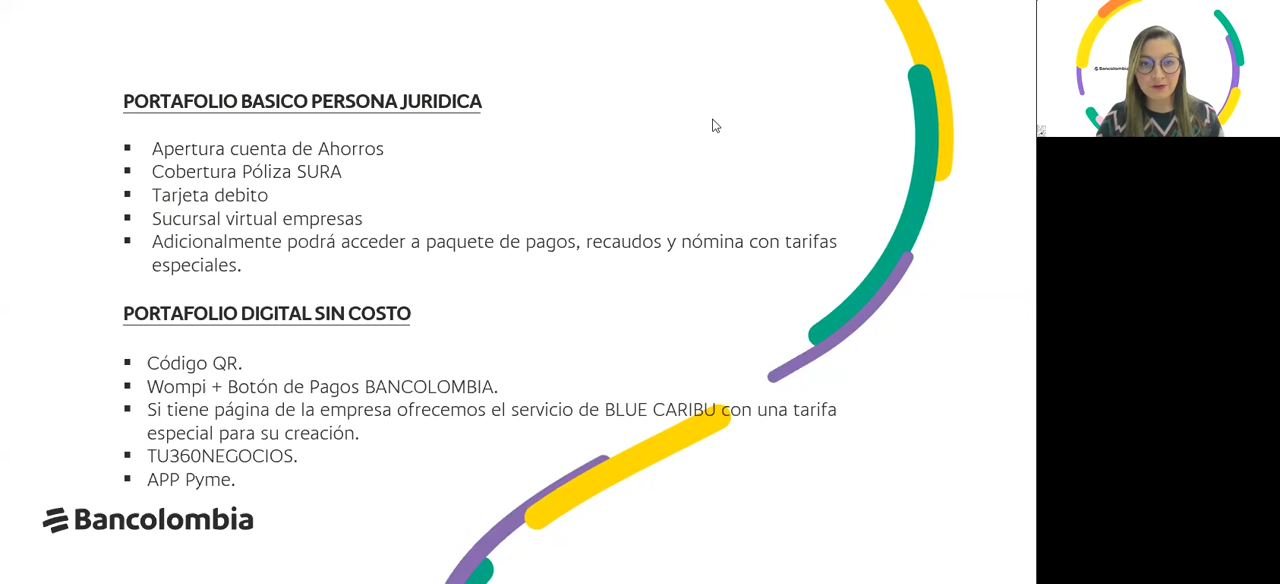 PORTAFOLIO BASICO PERSONA JURIDICA
▪ Apertura cuenta de Ahorros
▪ Cobertura Póliza SURA
▪ Tarjeta debito
▪ Sucursal virtual empresas
▪ Adicionalmente podrá acceder a paquete de pagos, recaudos y nómina con tarifas
especiales.
PORTAFOLIO DIGITAL SIN COSTO
▪ Código QR.
▪ Wompi + Botón de Pagos BANCOLOMBIA.
▪ Si tiene página de la empresa ofrecemos el servicio de BLUE CARIBU con una tarifa
especial para su creación.
▪ TU360NEGOCIOS.
▪ APP Pyme.
Bancolombia
Bancolombia